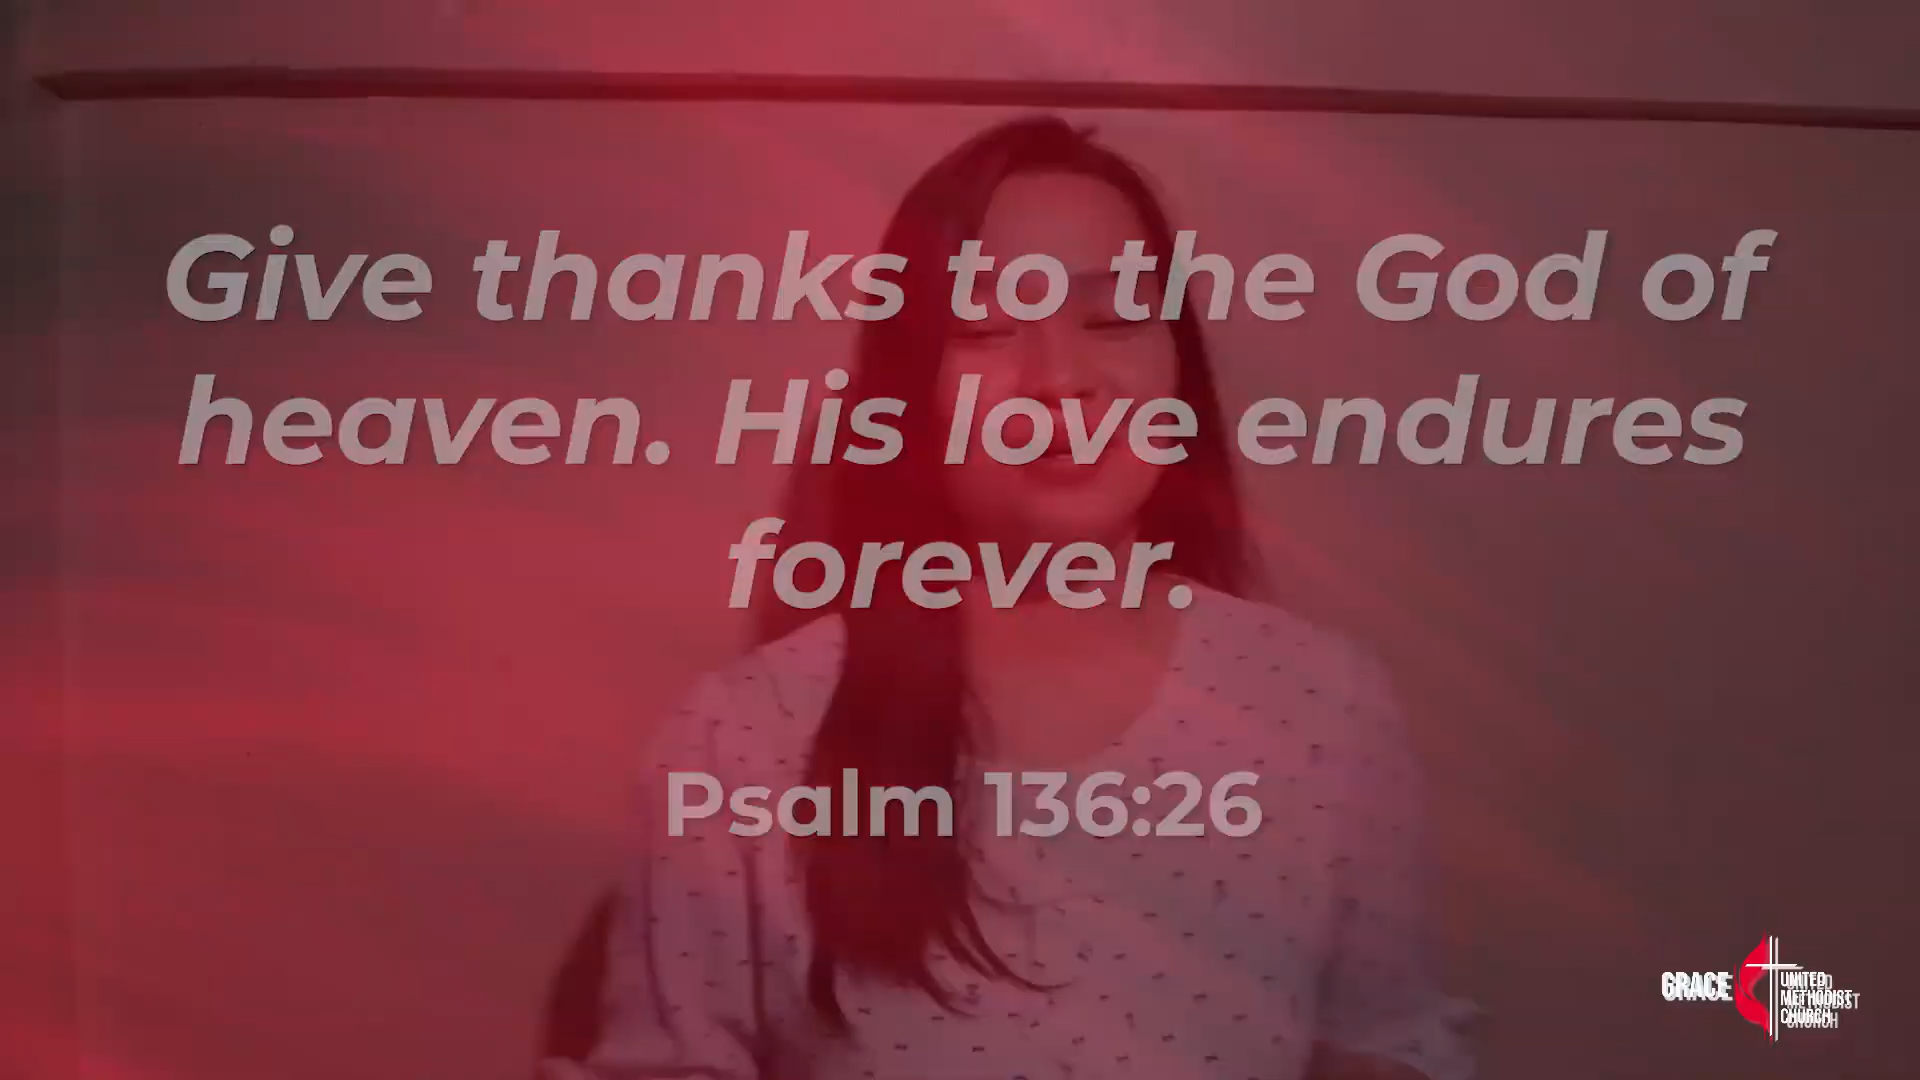 Give thanks to the God of
heaven. His love endures
forever.
Psalm 136:26
GRACE
UNITED
METHODIST
CHURCH